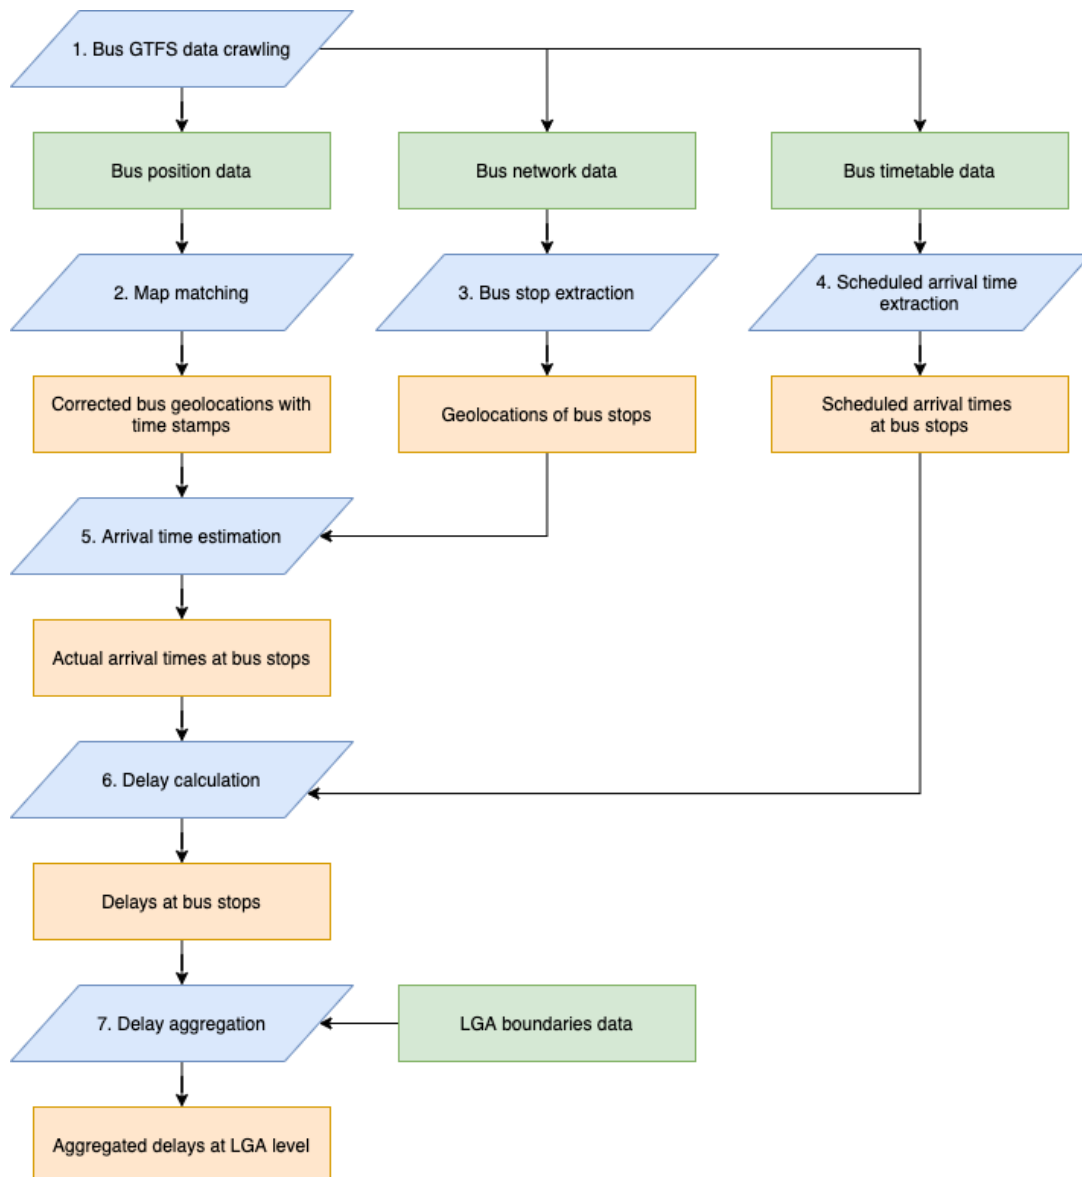 1. Bus GTFS data crawling
Bus position data
Bus network data
Bus timetable data
2. Map matching
3. Bus stop extraction
4. Scheduled arrival time
extraction
Corrected bus geolocations with
time stamps
Geolocations of bus stops
Scheduled arrival times
at bus stops
5. Arrival time estimation
Actual arrival times at bus stops
6. Delay calculation
Delays at bus stops
7. Delay aggregation
LGA boundaries data
Aggregated delays at LGA level